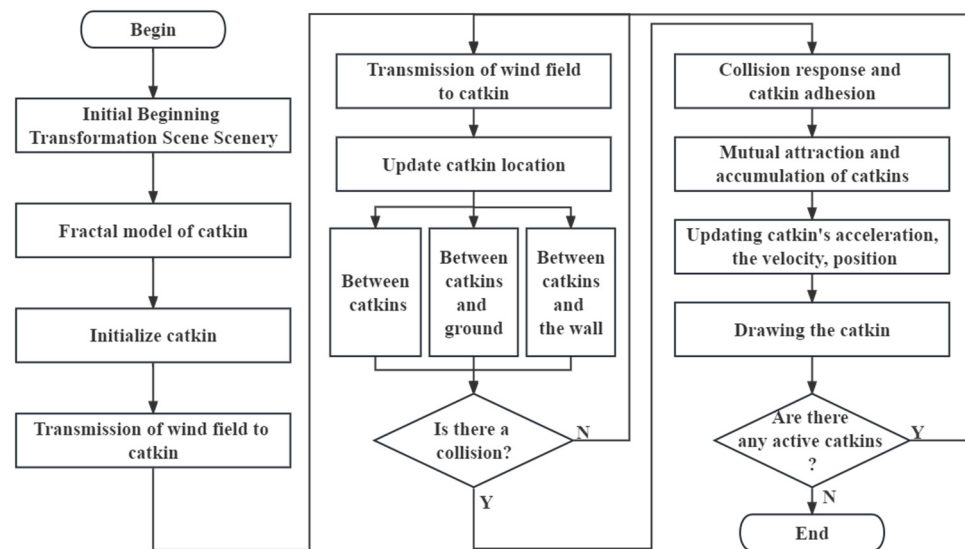 Begin
Initial Beginning
Transformation Scene Scenery
Fractal model of catkin
Initialize catkin
Transmission of wind field to
catkin
Transmission of wind field
to catkin
Update catkin location
Between
catkins
Between
catkins
and
ground
Between
catkins
and
the wall
Is there a
collision?
N
Y
Collision response and
catkin adhesion
Mutual attraction and
accumulation of catkins
Updating catkin's acceleration,
the velocity, position
Drawing the catkin
Are there
any active catkins
?
Y
N
End